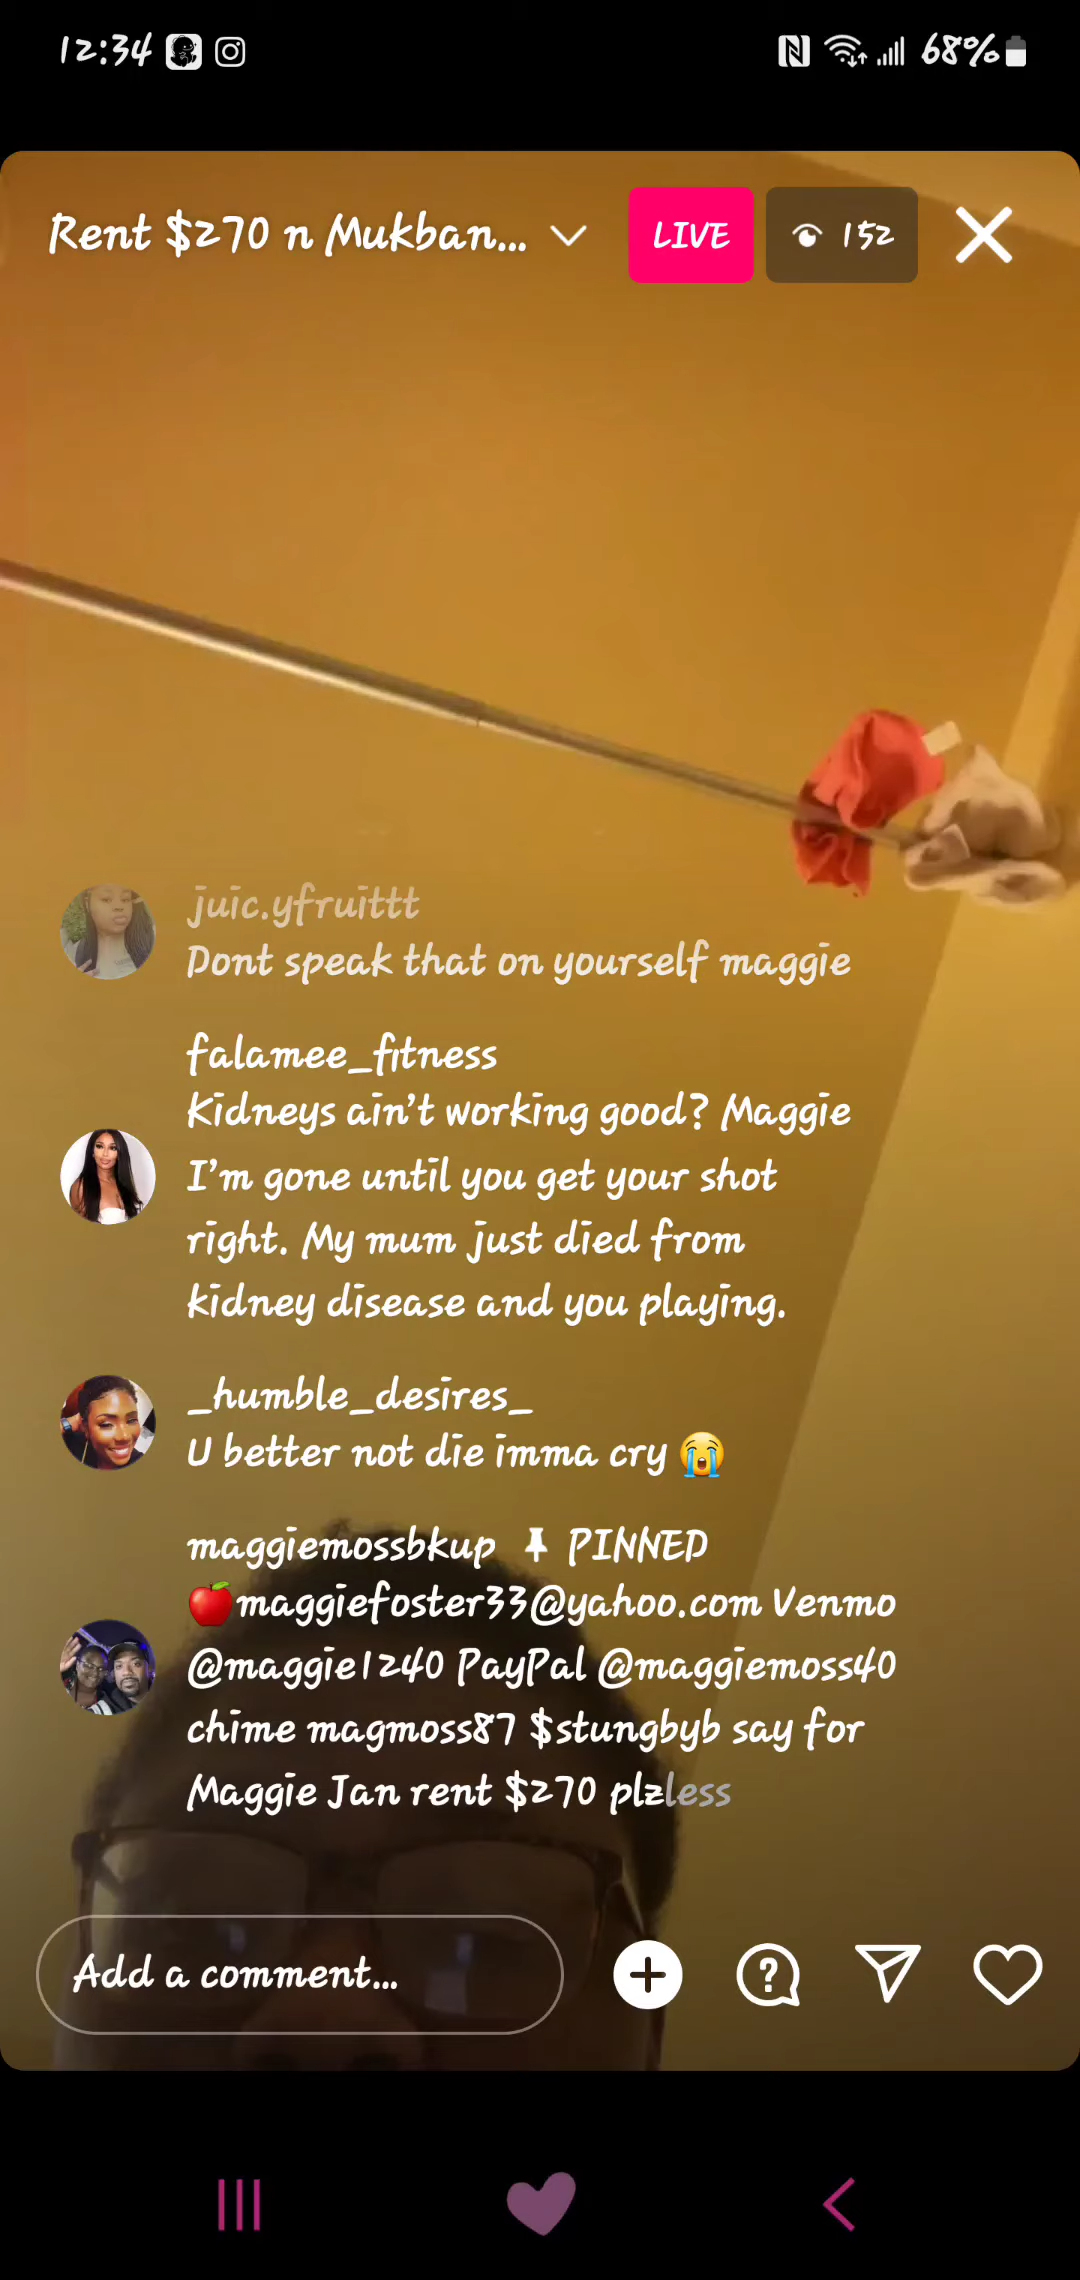 12:34
68%
Rent $270 n Mukban...
LIVE
152
juic.yfruittt
Dont speak that on yourself maggie
falamee_fitness
Kidneys ain't working good? Maggie
I'm gone until you get your shot
right. My mum just died from
kidney disease and you playing.
_humble_desires_
U better not die imma cry 😭
maggiemossbkup 📌 PINNED
🍎maggiefoster33@yahoo.com Venmo
@maggie1240 PayPal @maggiemoss40
chime magmoss87 $stungbyb say for
Maggie Jan rent $270 plzless
Add a comment...